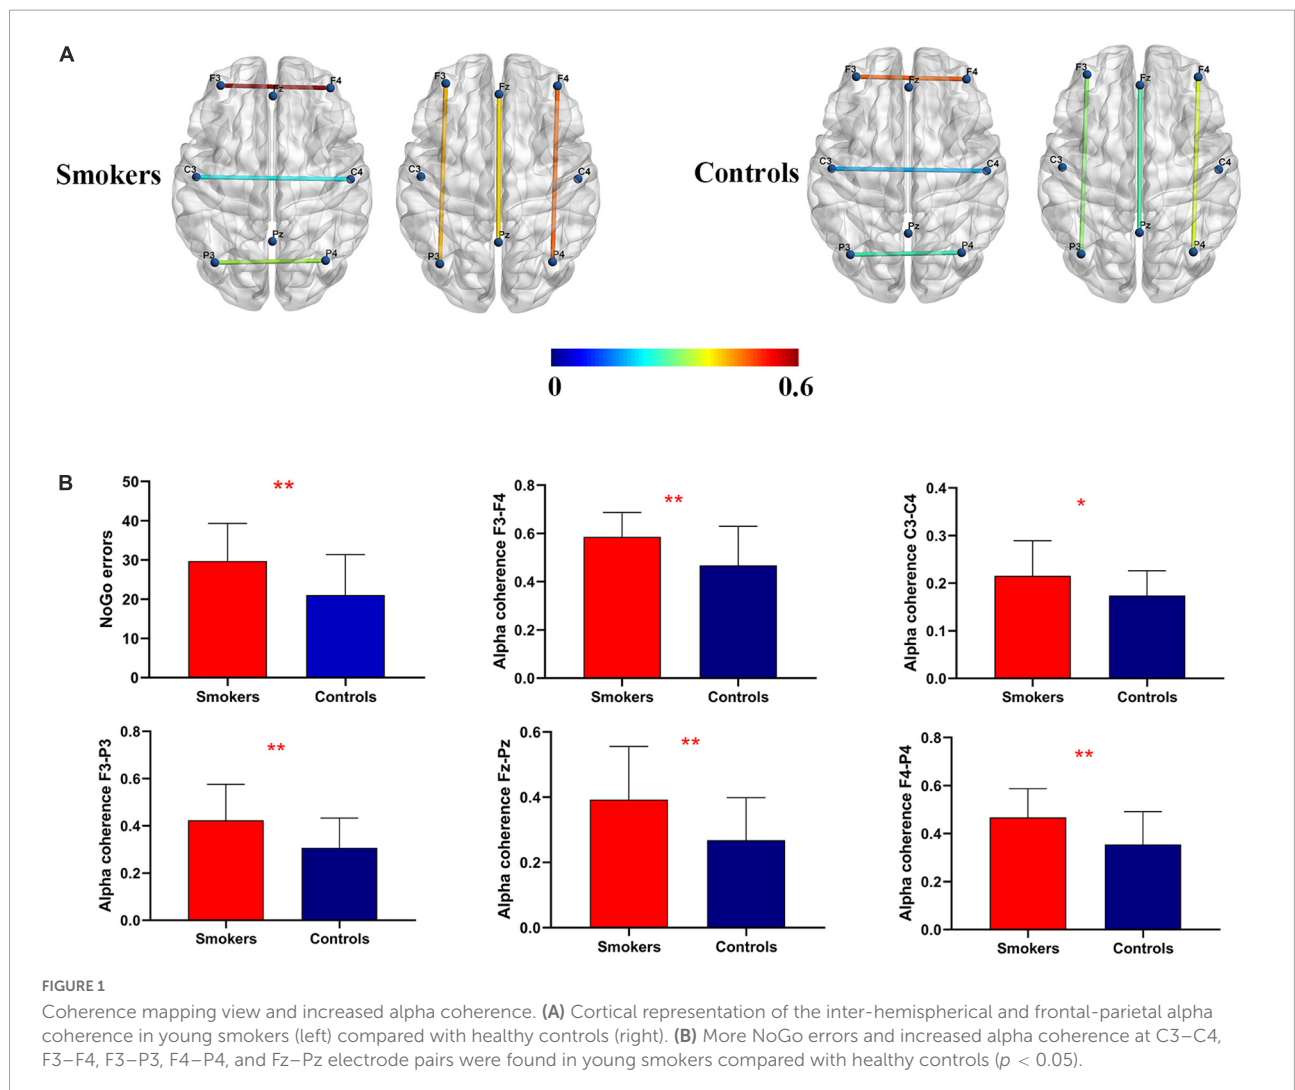 A
F3
F4
Fz
C3
C4
Pz
P3
P4
F3
F4
Fz
C3
C4
Pz
P3
P4
Smokers
F3
F4
Fz
C3
C4
Pz
P3
P4
F3
F4
Fz
C3
C4
Pz
P3
P4
Controls
0
0.6
B
NoGo errors
50
40
30
20
10
0
**
Smokers
Controls
Alpha coherence F3-F4
0.8
0.6
0.4
0.2
0.0
**
Smokers
Controls
Alpha coherence C3-C4
0.4
0.3
0.2
0.1
0.0
*
Smokers
Controls
Alpha coherence F3-P3
0.8
0.6
0.4
0.2
0.0
**
Smokers
Controls
Alpha coherence Fz-Pz
0.6
0.4
0.2
0.0
**
Smokers
Controls
Alpha coherence F4-P4
0.8
0.6
0.4
0.2
0.0
**
Smokers
Controls
FIGURE 1
Coherence mapping view and increased alpha coherence. (A) Cortical representation of the inter-hemispherical and frontal-parietal alpha
coherence in young smokers (left) compared with healthy controls (right). (B) More NoGo errors and increased alpha coherence at C3–C4,
F3–F4, F3–P3, F4–P4, and Fz–Pz electrode pairs were found in young smokers compared with healthy controls (p < 0.05).